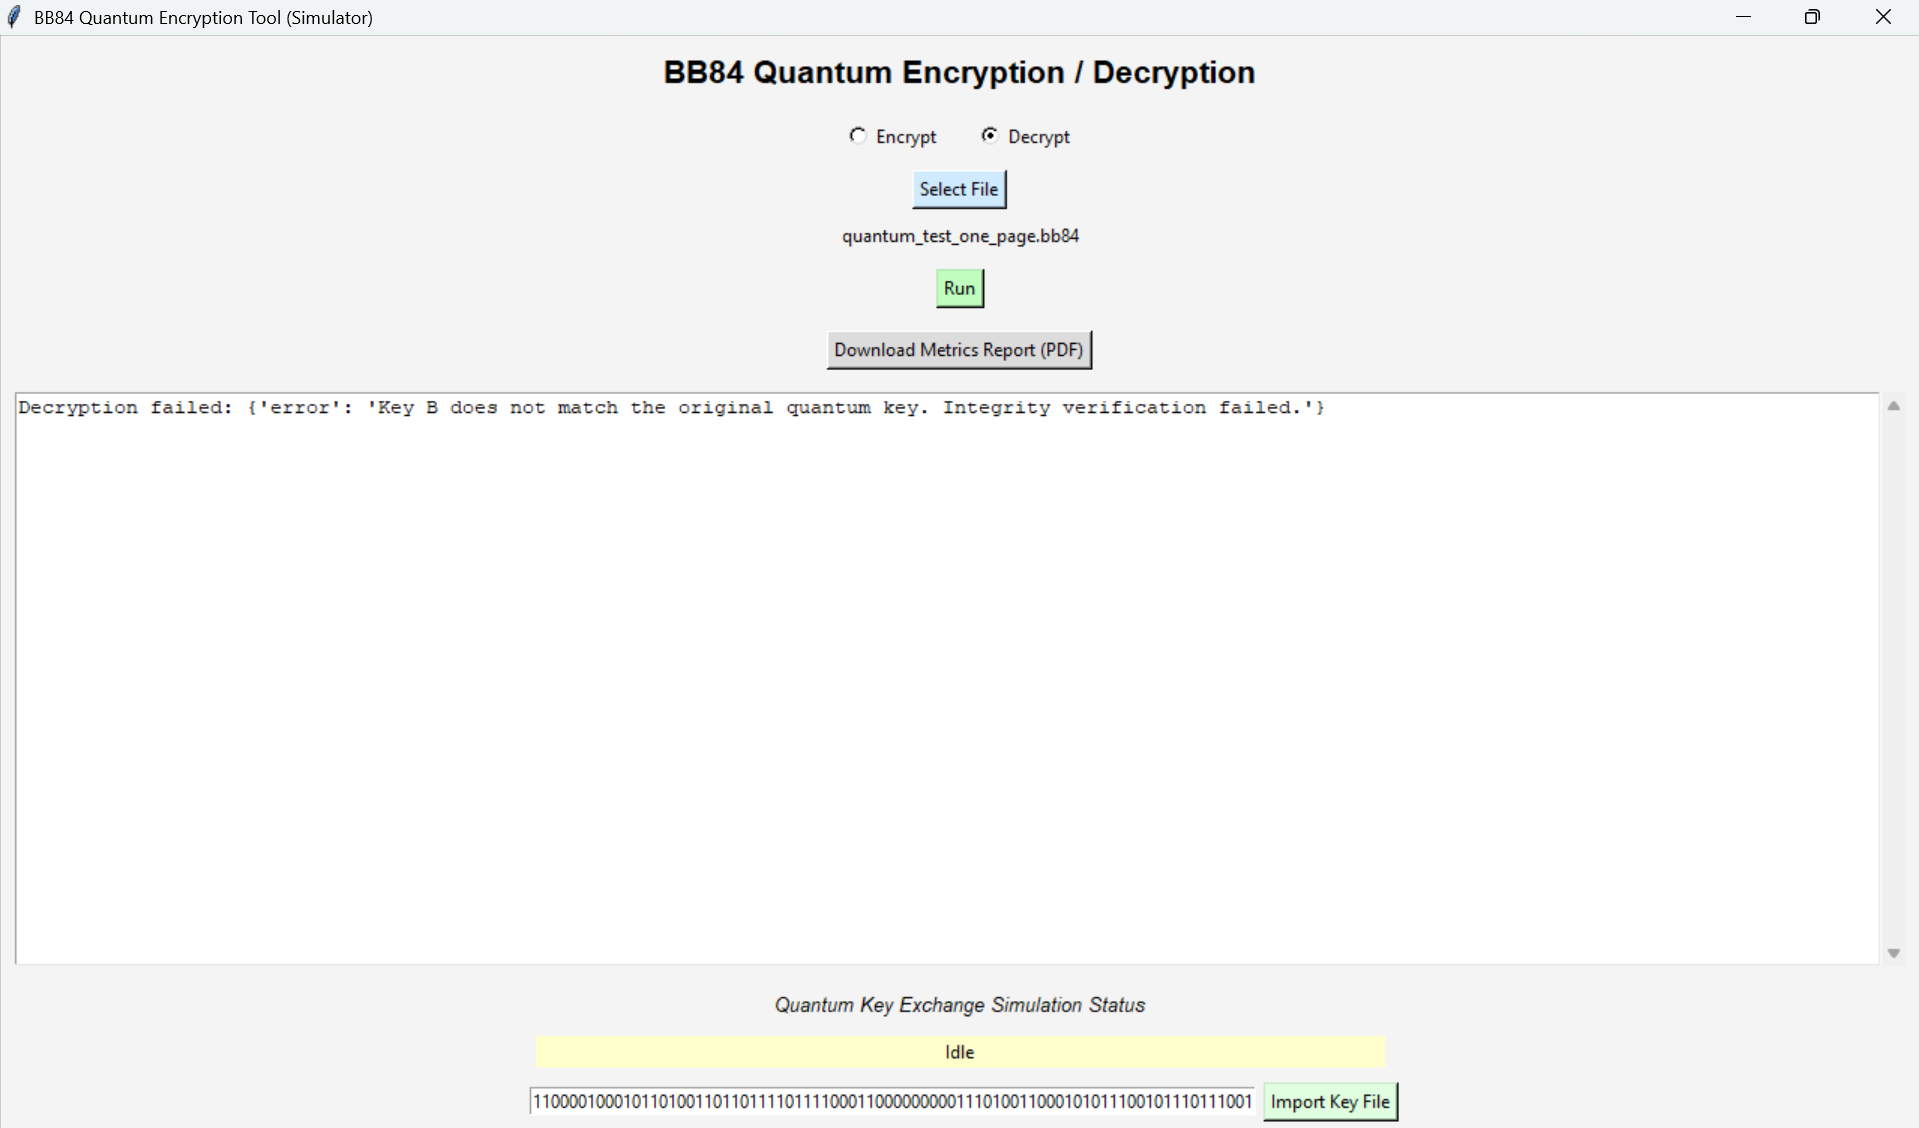 BB84 Quantum Encryption Tool (Simulator)
BB84 Quantum Encryption / Decryption
Encrypt Decrypt
Select File
quantum_test_one_page.bb84
Run
Download Metrics Report (PDF)
Decryption failed: {'error': 'Key B does not match the original quantum key. Integrity verification failed.'}
Quantum Key Exchange Simulation Status
Idle
Import Key File